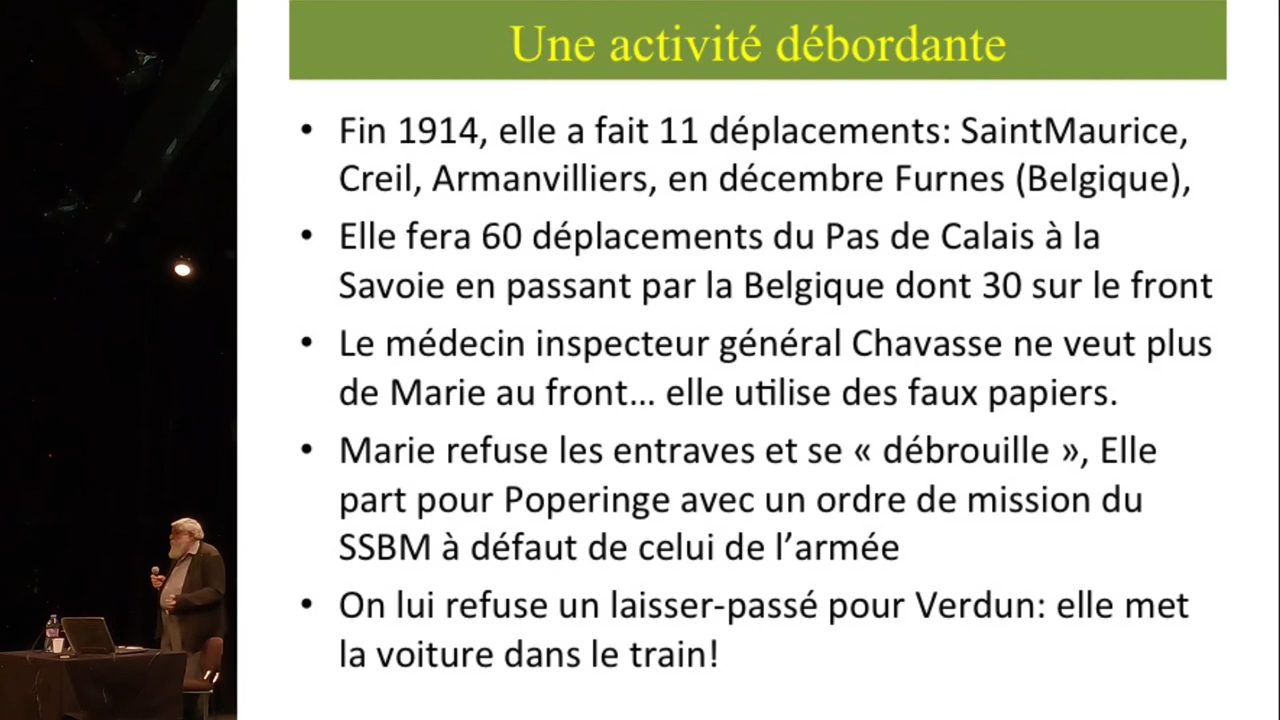 Une activité débordante
• Fin 1914, elle a fait 11 déplacements: SaintMaurice,
Creil, Armanvilliers, en décembre Furnes (Belgique),
• Elle fera 60 déplacements du Pas de Calais à la
Savoie en passant par la Belgique dont 30 sur le front
• Le médecin inspecteur général Chavasse ne veut plus
de Marie au front... elle utilise des faux papiers.
• Marie refuse les entraves et se « débrouille », Elle
part pour Poperinge avec un ordre de mission du
SSBM à défaut de celui de l’armée
• On lui refuse un laisser-passé pour Verdun: elle met
la voiture dans le train!